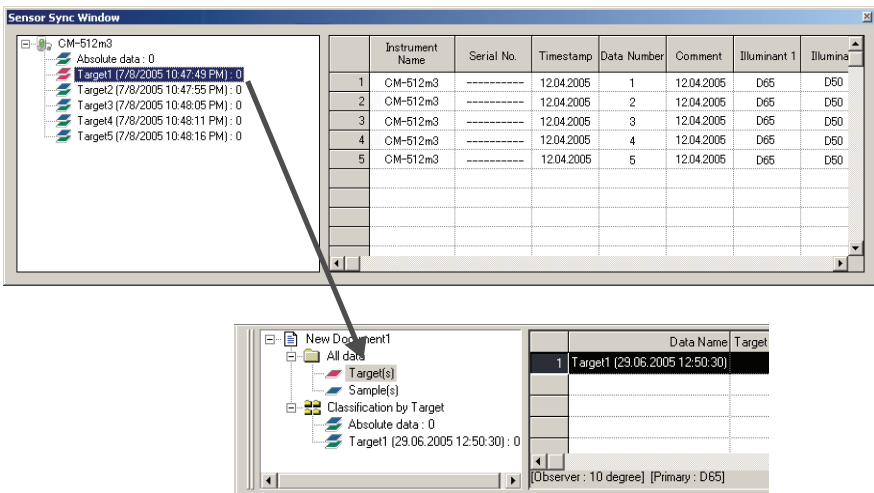 Sensor Sync Window
CM-512m3
Absolute data : 0
Target1 (7/8/2005 10:47:49 PM) : 0
Target2 (7/8/2005 10:47:55 PM) : 0
Target3 (7/8/2005 10:48:05 PM) : 0
Target4 (7/8/2005 10:48:11 PM) : 0
Target5 (7/8/2005 10:48:16 PM) : 0
Instrument Name Serial No. Timestamp Data Number Comment Illuminant 1 Illumina
1 CM-512m3 ---------- 12.04.2005 1 12.04.2005 D65 D50
2 CM-512m3 ---------- 12.04.2005 2 12.04.2005 D65 D50
3 CM-512m3 ---------- 12.04.2005 3 12.04.2005 D65 D50
4 CM-512m3 ---------- 12.04.2005 4 12.04.2005 D65 D50
5 CM-512m3 ---------- 12.04.2005 5 12.04.2005 D65 D50
New Document1
All data
Target(s)
Sample(s)
Classification by Target
Absolute data : 0
Target1 (29.06.2005 12:50:30) : 0
Data Name Target
1 Target1 (29.06.2005 12:50:30)
[Observer : 10 degree] [Primary : D65]